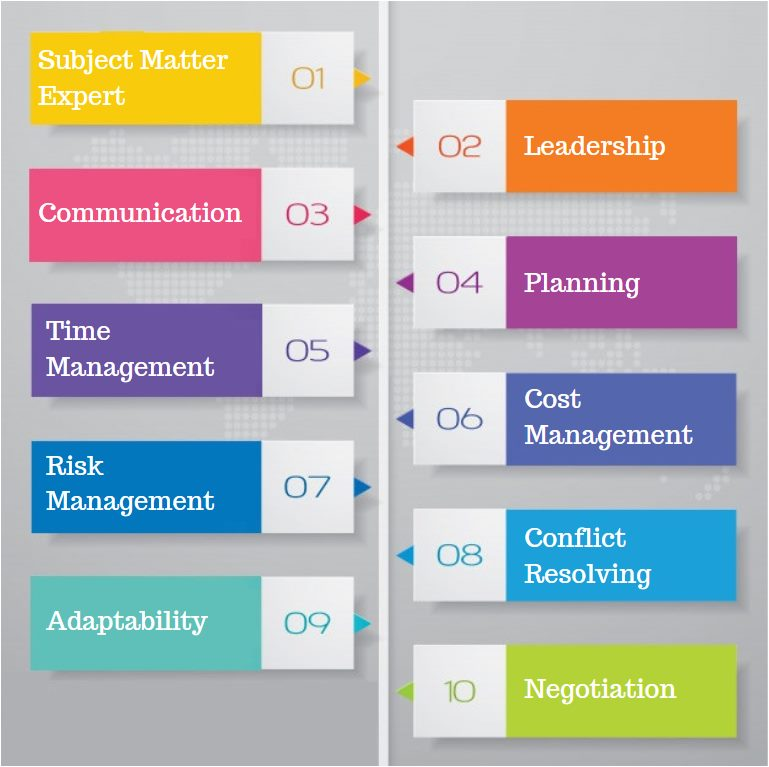 Subject Matter
Expert
01
02
Leadership
Communication
03
04
Planning
Time
Management
05
06
Cost
Management
Risk
Management
07
08
Conflict
Resolving
Adaptability
09
10
Negotiation